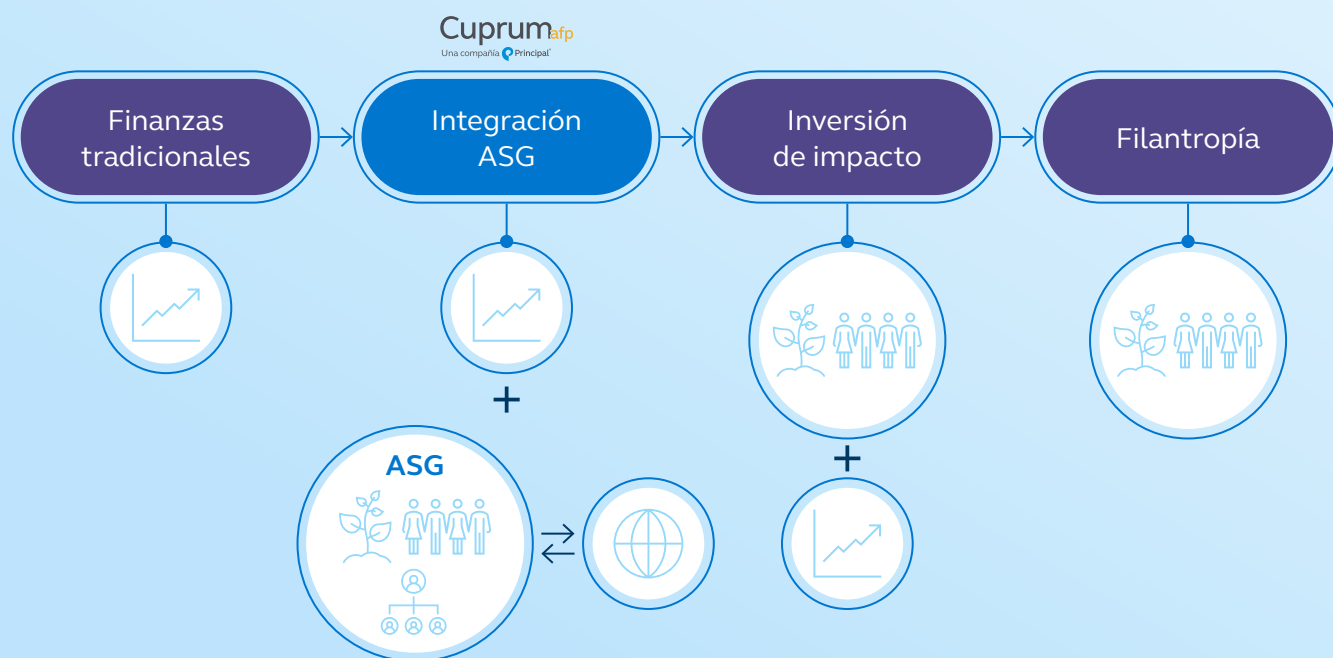 Cuprum afp
Una compañía Principal
Finanzas
tradicionales
Integración
ASG
Inversión
de impacto
Filantropía
ASG